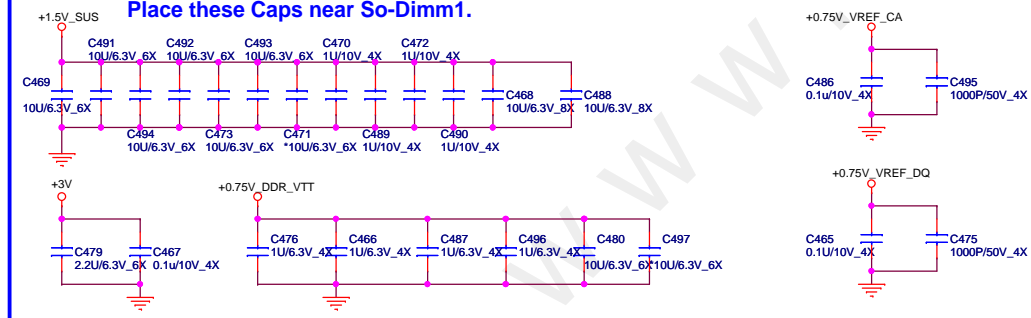 Place these Caps near So-Dimm1.
+1.5V_SUS
C491
10U/6.3V_6X
C492
10U/6.3V_6X
C493
10U/6.3V_6X
C470
1U/10V_4X
C472
1U/10V_4X
C469
10U/6.3V_6X
C468
10U/6.3V_8X
C488
10U/6.3V_8X
C494
10U/6.3V_6X
C473
10U/6.3V_6X
C471
*10U/6.3V_6X
C489
1U/10V_4X
C490
1U/10V_4X
+0.75V_VREF_CA
C486
0.1u/10V_4X
C495
1000P/50V_4X
+3V
C479
2.2U/6.3V_6X
C467
0.1u/10V_4X
+0.75V_DDR_VTT
C476
1U/6.3V_4X
C466
1U/6.3V_4X
C487
1U/6.3V_4X
C496
1U/6.3V_4X
C480
10U/6.3V_6X
C497
*10U/6.3V_6X
+0.75V_VREF_DQ
C465
0.1U/10V_4X
C475
1000P/50V_4X
w w w .